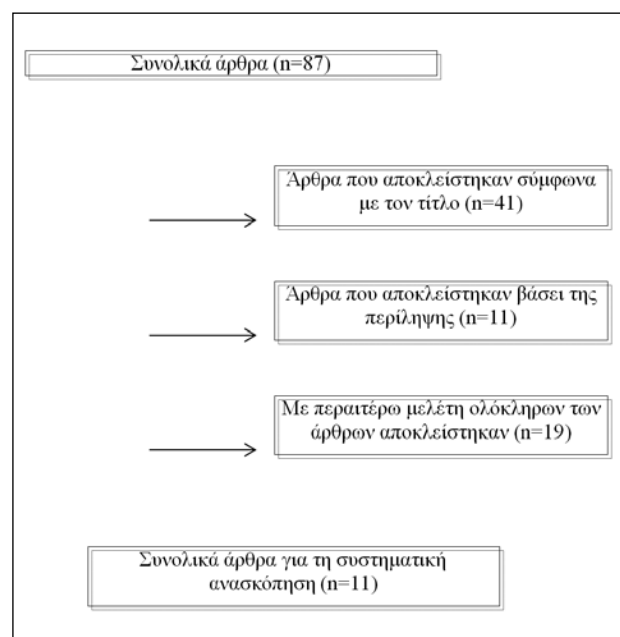 Συνολικά άρθρα (n=87)
Άρθρα που αποκλείστηκαν σύμφωνα
με τον τίτλο (n=41)
Άρθρα που αποκλείστηκαν βάσει της
περίληψης (n=11)
Με περαιτέρω μελέτη ολόκληρων των
άρθρων αποκλείστηκαν (n=19)
Συνολικά άρθρα για τη συστηματική
ανασκόπηση (n=11)